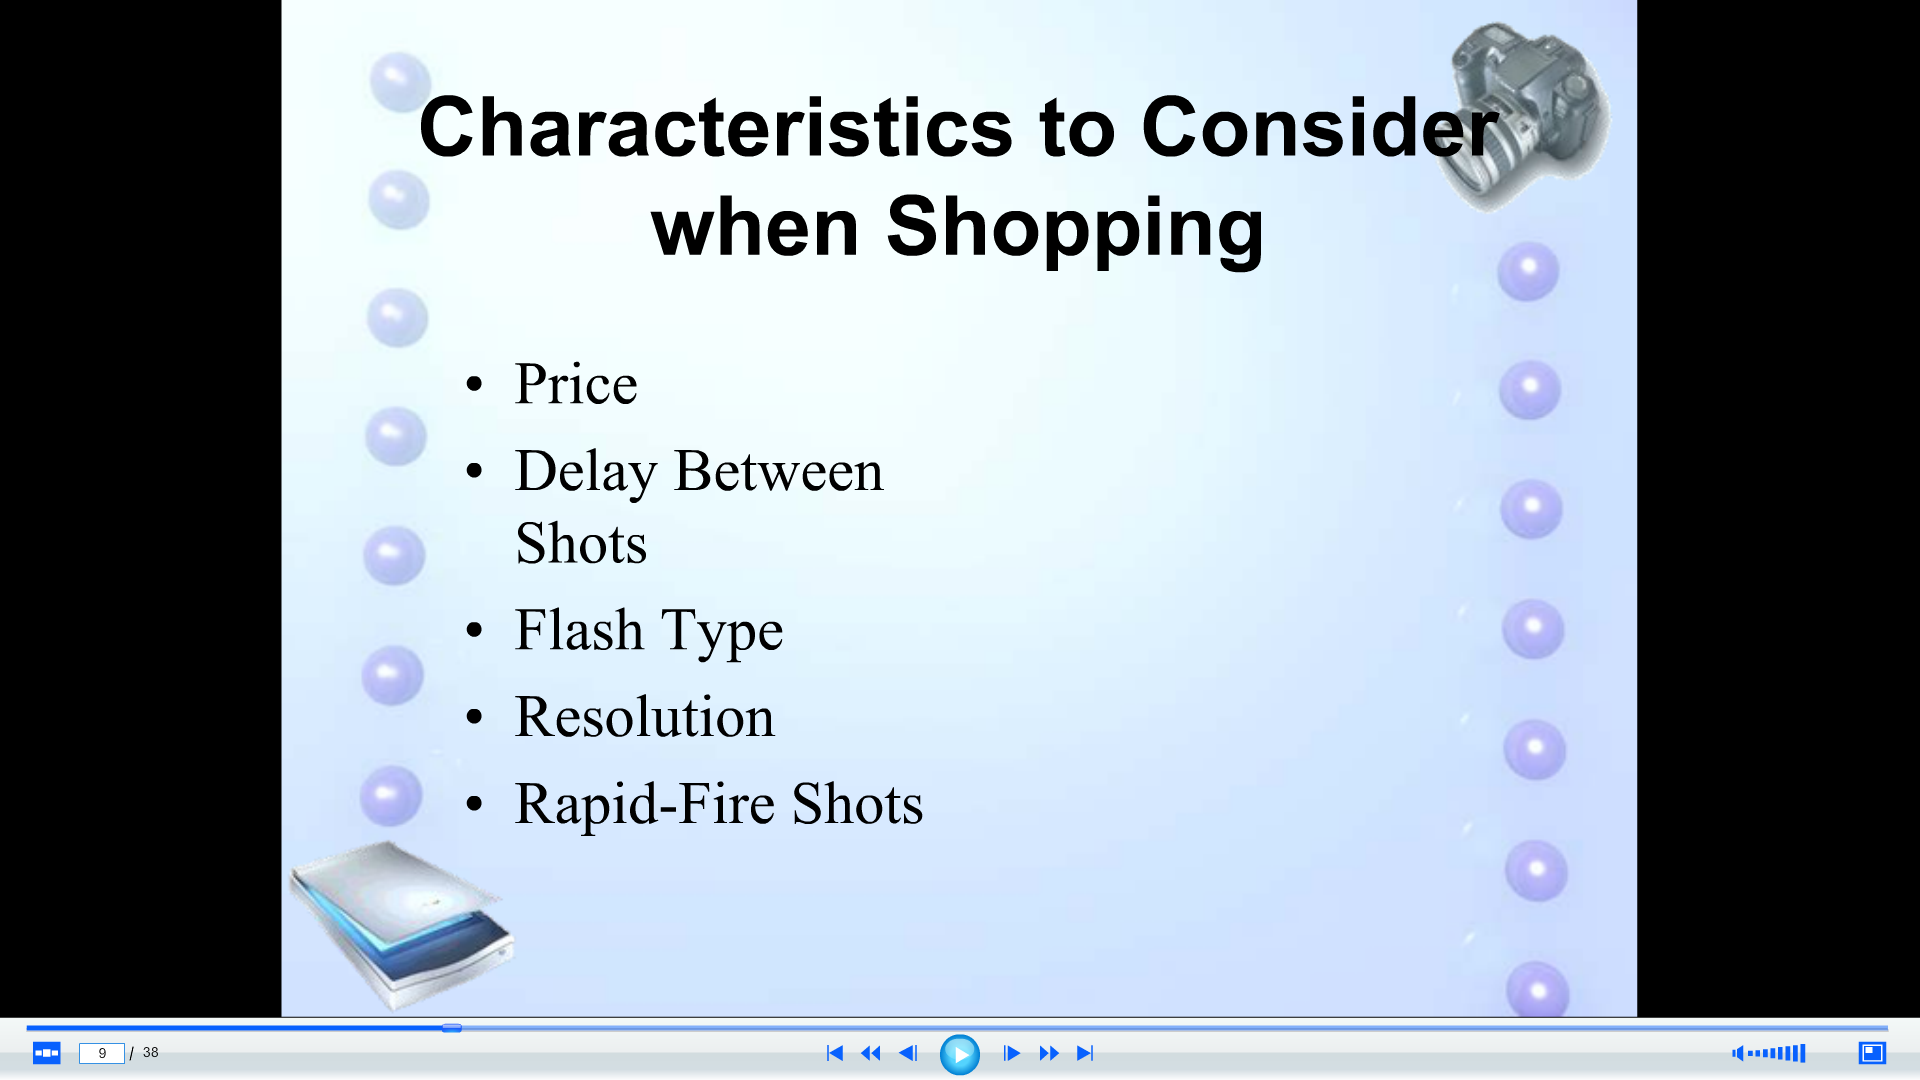 Characteristics to Consider
when Shopping
• Price
• Delay Between
Shots
• Flash Type
• Resolution
• Rapid-Fire Shots
9 / 38